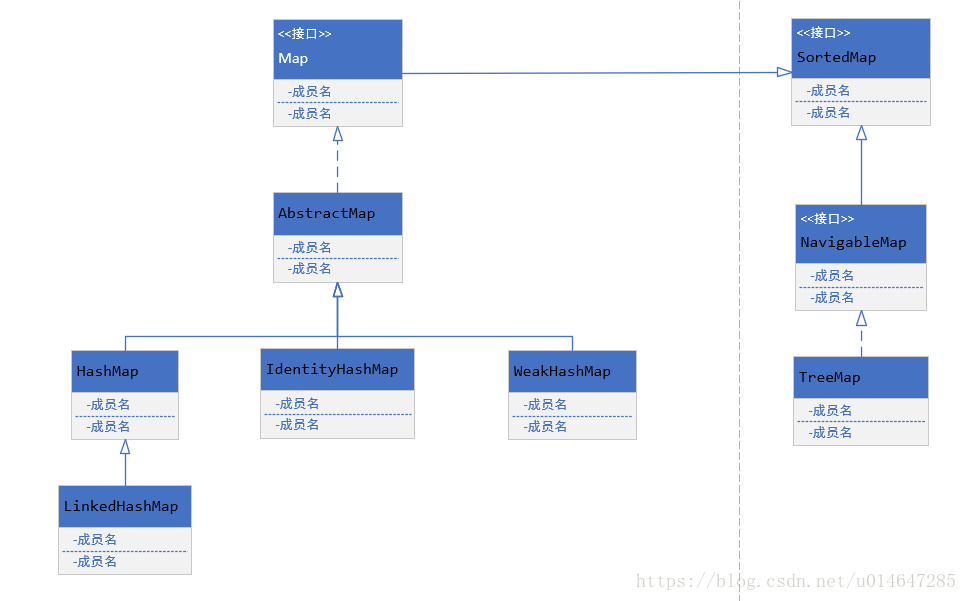 <<接口>>
Map
-成员名
-成员名
<<接口>>
SortedMap
-成员名
-成员名
AbstractMap
-成员名
-成员名
<<接口>>
NavigableMap
-成员名
-成员名
HashMap
-成员名
-成员名
IdentityHashMap
-成员名
-成员名
WeakHashMap
-成员名
-成员名
TreeMap
-成员名
-成员名
LinkedHashMap
-成员名
-成员名
https://blog.csdn.net/u014647285